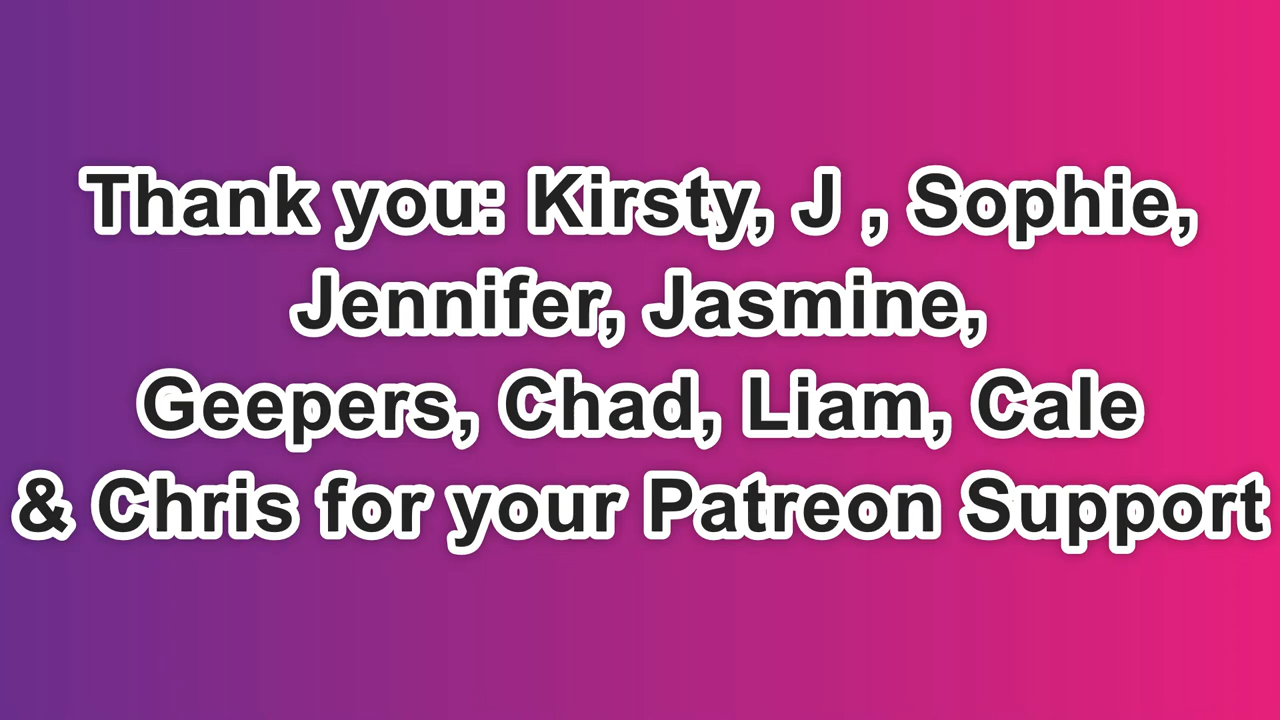 Thank you: Kirsty, J , Sophie,
Jennifer, Jasmine,
Geepers, Chad, Liam, Cale
& Chris for your Patreon Support